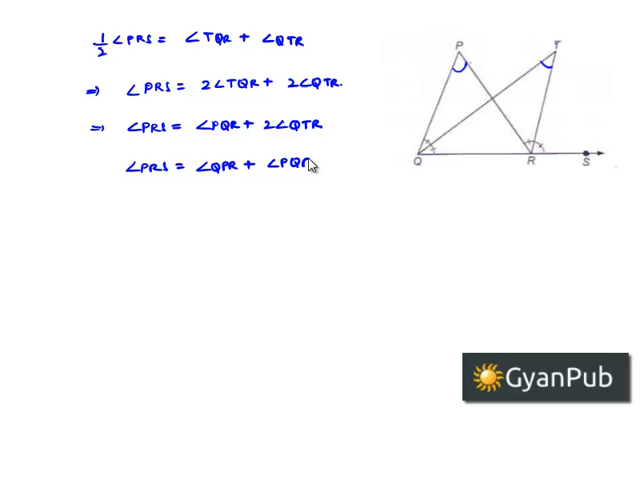 1/2 ∠PRS = ∠TQR + ∠QTR
⇒ ∠PRS = 2∠TQR + 2∠QTR.
⇒ ∠PRS = ∠PQR + 2∠QTR
∠PRS = ∠QPR + ∠PQR
P T
Q R S
GyanPub